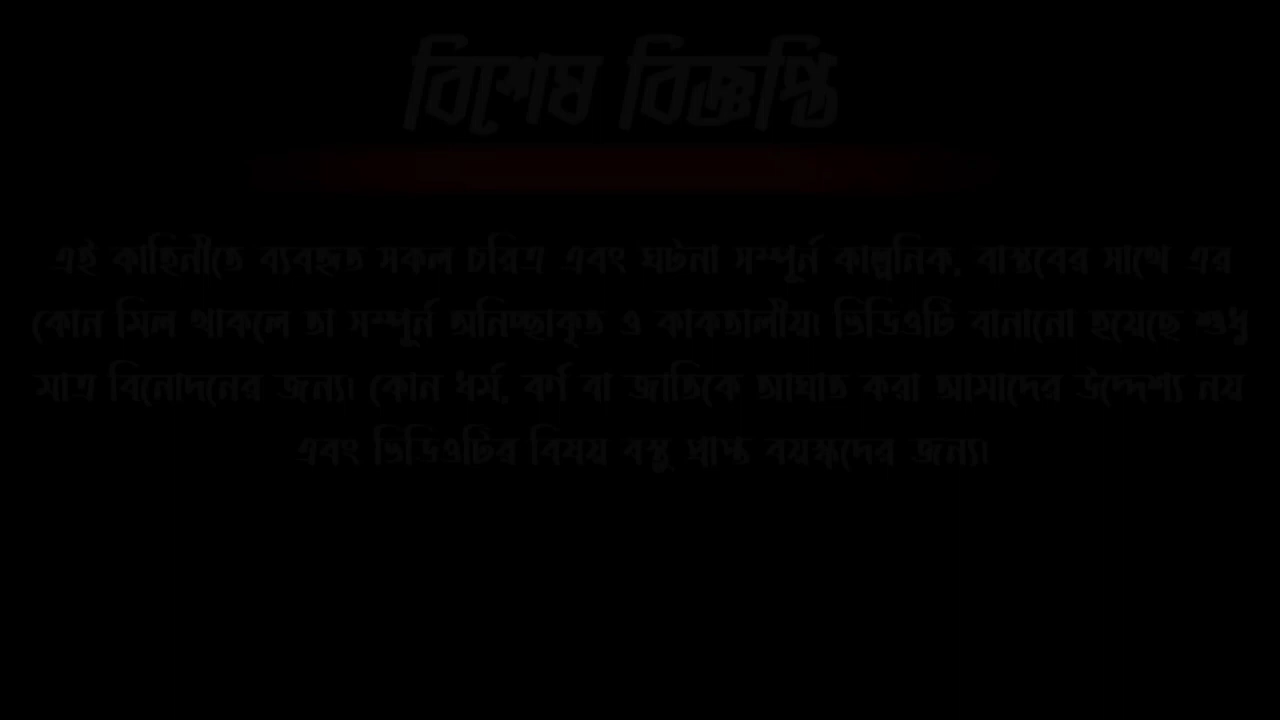 বিশেষ বিজ্ঞপ্তি
এই কাহিনীতে ব্যবহৃত সকল চরিত্র এবং ঘটনা সম্পূর্ন কাল্পনিক, বাস্তবের সাথে এর
কোন মিল থাকলে তা সম্পূর্ন অনিচ্ছাকৃত ও কাকতালীয়। ভিডিওটি বানানো হয়েছে শুধু
মাত্র বিনোদনের জন্য। কোন ধর্ম, বর্ণ বা জাতিকে আঘাত করা আমাদের উদ্দেশ্য নয়
এবং ভিডিওটির বিষয় বস্তু প্রাপ্ত বয়স্কদের জন্য।